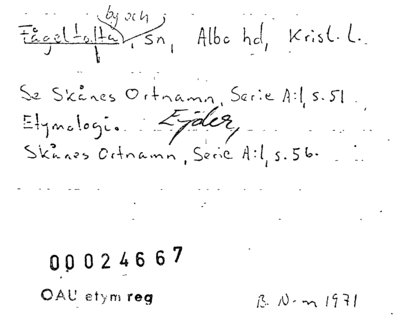 by och
Fågeltofta, sn, Albo hd, Krist. l.
Se Skånes Ortnamn, Serie A:1, s. 51
Etymologi. Ejder,
Skånes Ortnamn, Serie A:1, s. 56.
00024667
OAU etym reg
B. N-m 1971